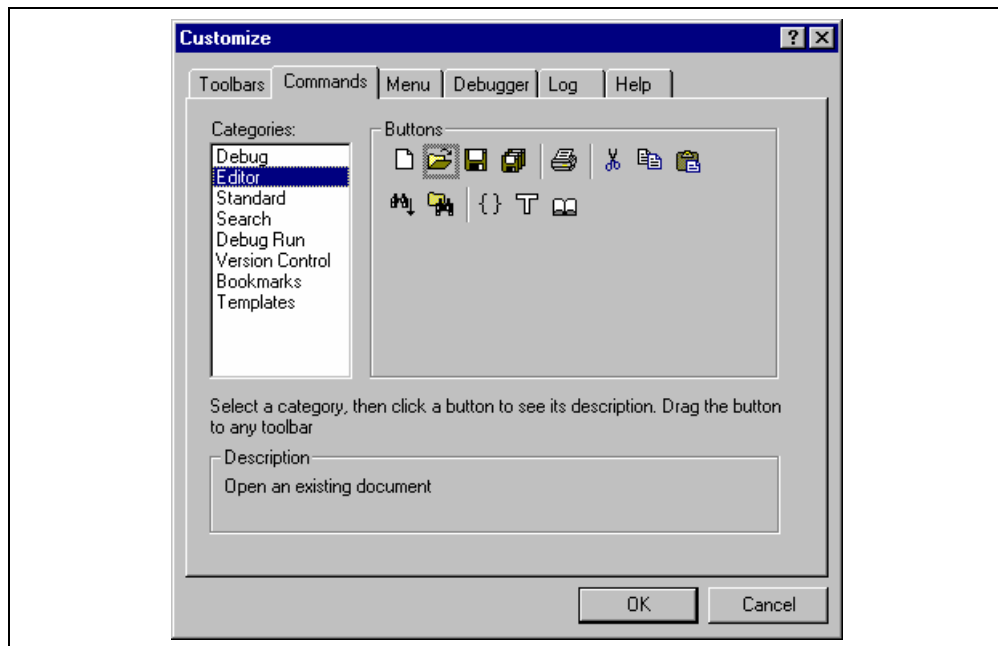 Customize
Toolbars Commands Menu Debugger Log Help
Categories:
Debug
Editor
Standard
Search
Debug Run
Version Control
Bookmarks
Templates
Buttons
Select a category, then click a button to see its description. Drag the button
to any toolbar
Description
Open an existing document
OK Cancel